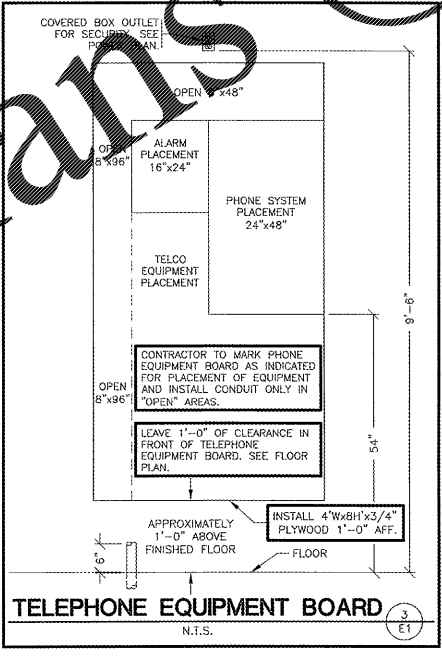 COVERED BOX OUTLET
FOR SECURITY. SEE
POWER PLAN.
OPEN "x48"
OPEN
8"x96"
ALARM
PLACEMENT
16"x24"
PHONE SYSTEM
PLACEMENT
24"x48"
TELCO
EQUIPMENT
PLACEMENT
9'-6"
CONTRACTOR TO MARK PHONE
EQUIPMENT BOARD AS INDICATED
FOR PLACEMENT OF EQUIPMENT
AND INSTALL CONDUIT ONLY IN
"OPEN" AREAS.
OPEN
8"x96"
54"
LEAVE 1'-0" OF CLEARANCE IN
FRONT OF TELEPHONE
EQUIPMENT BOARD. SEE FLOOR
PLAN.
INSTALL 4'Wx8H'x3/4"
PLYWOOD 1'-0" AFF.
APPROXIMATELY
1'-0" ABOVE
FINISHED FLOOR
6"
FLOOR
TELEPHONE EQUIPMENT BOARD
3
E1
N.T.S.
ans